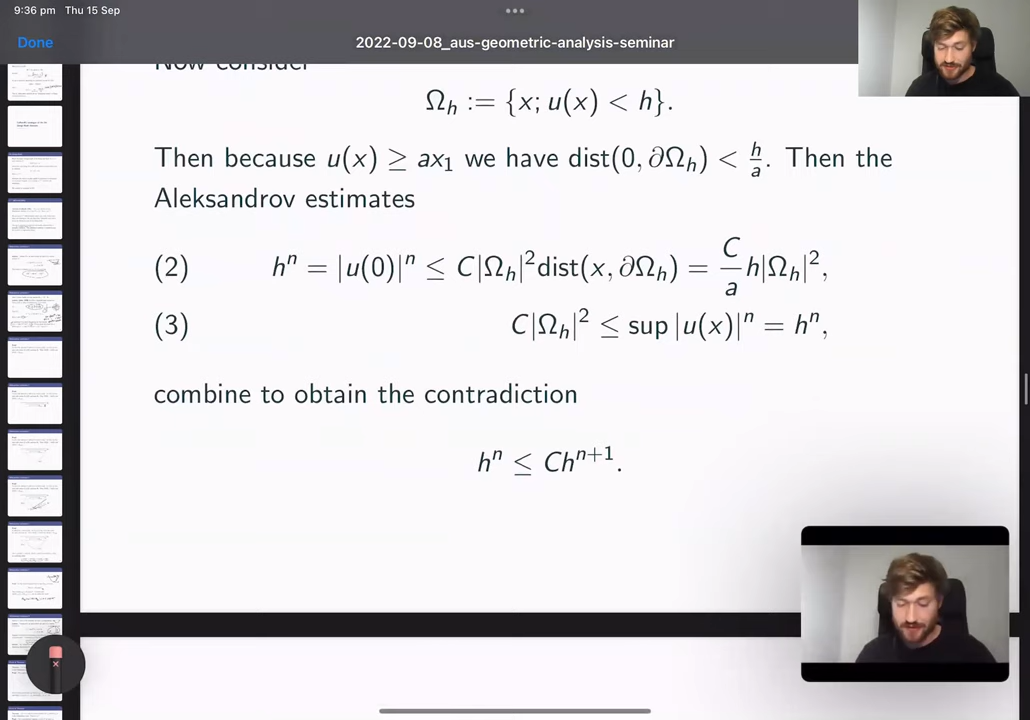 9:36 pm Thu 15 Sep
Done
2022-09-08_aus-geometric-analysis-seminar
Now consider
Ωₕ := {x; u(x) < h}.
Then because u(x) ≥ ax₁ we have dist(0, ∂Ωₕ) < h/a. Then the
Aleksandrov estimates
(2) hⁿ = |u(0)|ⁿ ≤ C|Ωₕ|²dist(x, ∂Ωₕ) = C/a h|Ωₕ|²,
(3) C|Ωₕ|² ≤ sup |u(x)|ⁿ = hⁿ,
combine to obtain the contradiction
hⁿ ≤ Chⁿ⁺¹.